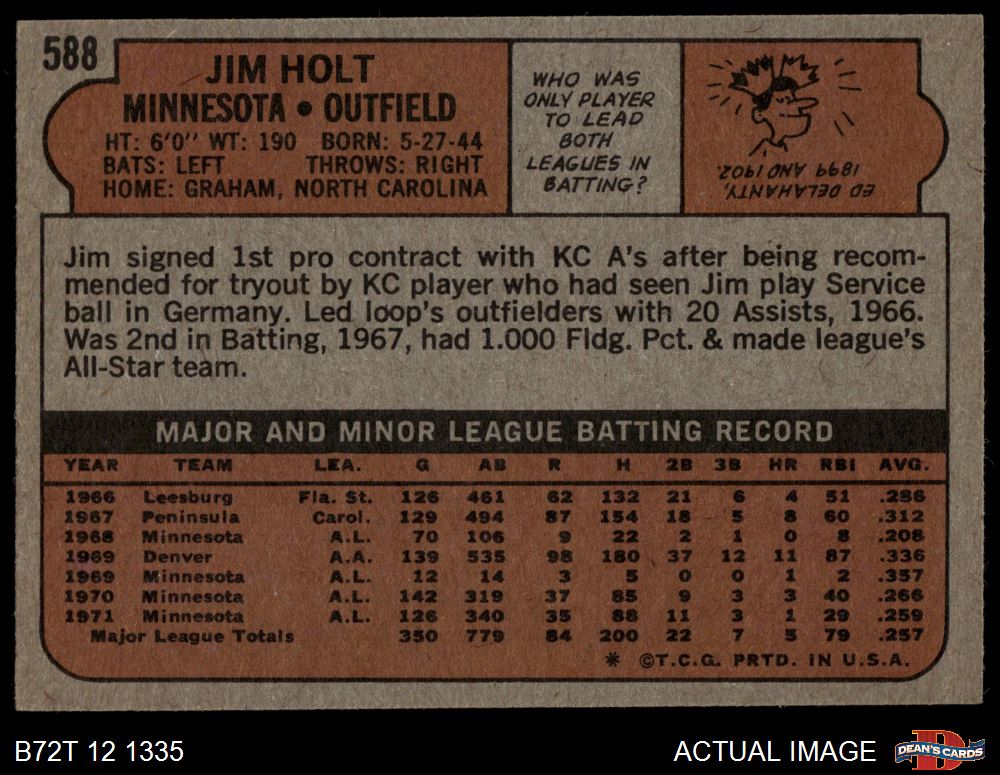 588
JIM HOLT
MINNESOTA • OUTFIELD
HT: 6'0" WT: 190 BORN: 5-27-44
BATS: LEFT THROWS: RIGHT
HOME: GRAHAM, NORTH CAROLINA
WHO WAS
ONLY PLAYER
TO LEAD
BOTH
LEAGUES IN
BATTING?
ED DELAHANTY,
1899 AND 1902
Jim signed 1st pro contract with KC A's after being recom-
mended for tryout by KC player who had seen Jim play Service
ball in Germany. Led loop's outfielders with 20 Assists, 1966.
Was 2nd in Batting, 1967, had 1.000 Fldg. Pct. & made league's
All-Star team.
MAJOR AND MINOR LEAGUE BATTING RECORD
YEAR TEAM LEA. G AB R H 2B 3B HR RBI AVG.
1966 Leesburg Fla. St. 126 461 62 132 21 6 4 51 .286
1967 Peninsula Carol. 129 494 87 154 18 5 8 60 .312
1968 Minnesota A.L. 70 106 9 22 2 1 0 8 .208
1969 Denver A.A. 139 535 98 180 37 12 11 87 .336
1969 Minnesota A.L. 12 14 3 5 0 0 1 2 .357
1970 Minnesota A.L. 142 319 37 85 9 3 3 40 .266
1971 Minnesota A.L. 126 340 35 88 11 3 1 29 .259
Major League Totals 350 779 84 200 22 7 5 79 .257
* ©T.C.G. PRTD. IN U.S.A.
B72T 12 1335
ACTUAL IMAGE
DEAN'S CARDS